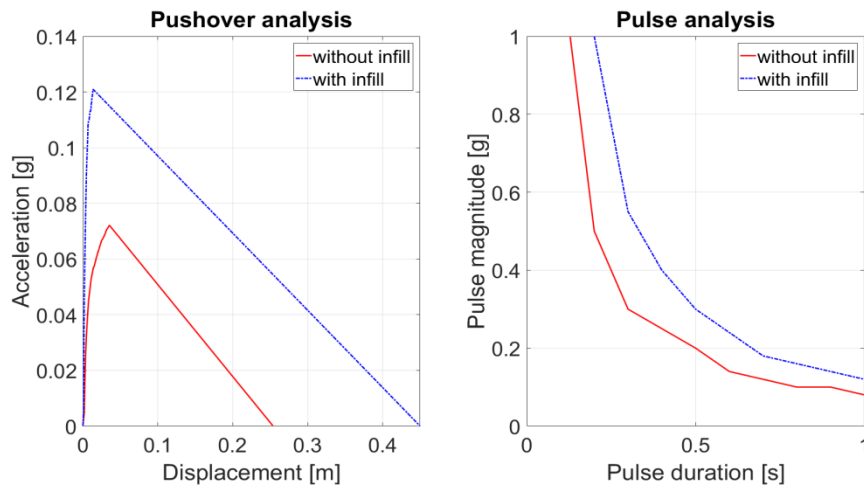 Pushover analysis
without infill
with infill
0.14
0.12
0.1
0.08
0.06
0.04
0.02
0
Acceleration [g]
0 0.1 0.2 0.3 0.4
Displacement [m]
Pulse analysis
without infill
with infill
1
0.8
0.6
0.4
0.2
0
Pulse magnitude [g]
0 0.5 1
Pulse duration [s]